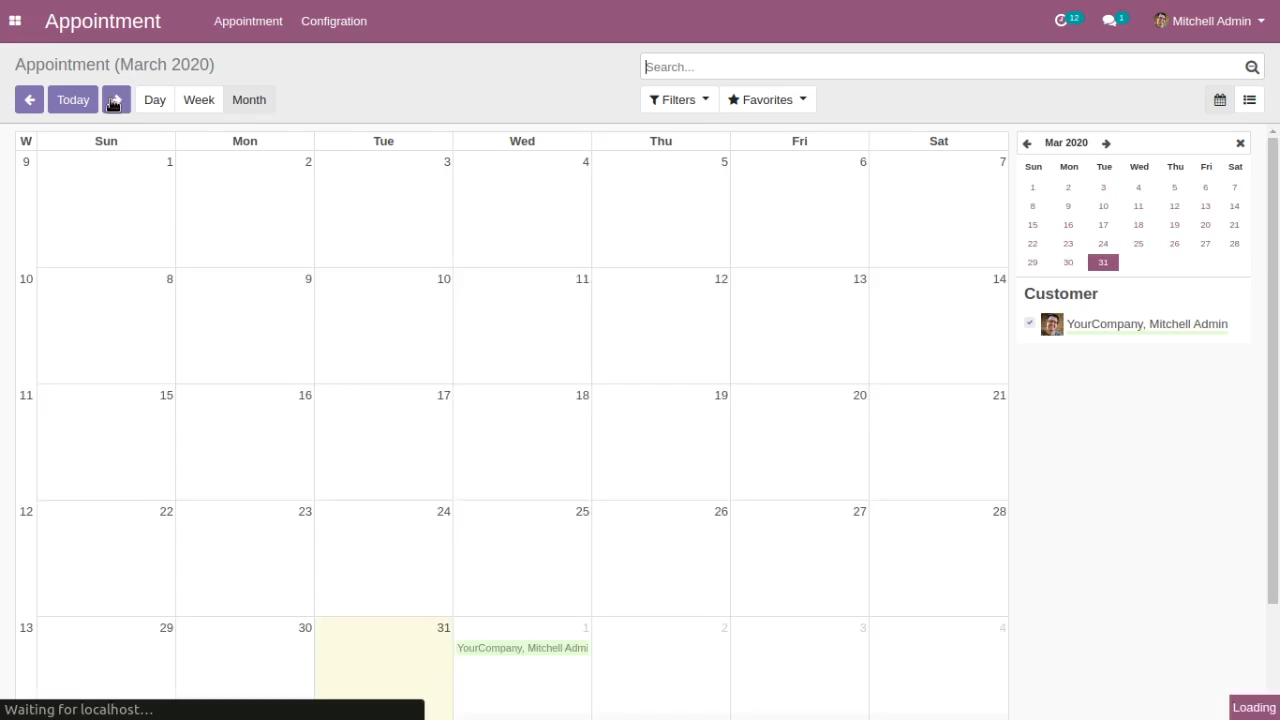 Appointment Appointment Configration 12 1 Mitchell Admin
Appointment (March 2020) Search...
Today Day Week Month Filters Favorites
W Sun Mon Tue Wed Thu Fri Sat
9 1 2 3 4 5 6 7
10 8 9 10 11 12 13 14
11 15 16 17 18 19 20 21
12 22 23 24 25 26 27 28
13 29 30 31 1 2 3 4
YourCompany, Mitchell Admi
Mar 2020
Sun Mon Tue Wed Thu Fri Sat
1 2 3 4 5 6 7
8 9 10 11 12 13 14
15 16 17 18 19 20 21
22 23 24 25 26 27 28
29 30 31
Customer
YourCompany, Mitchell Admin
Waiting for localhost...
Loading